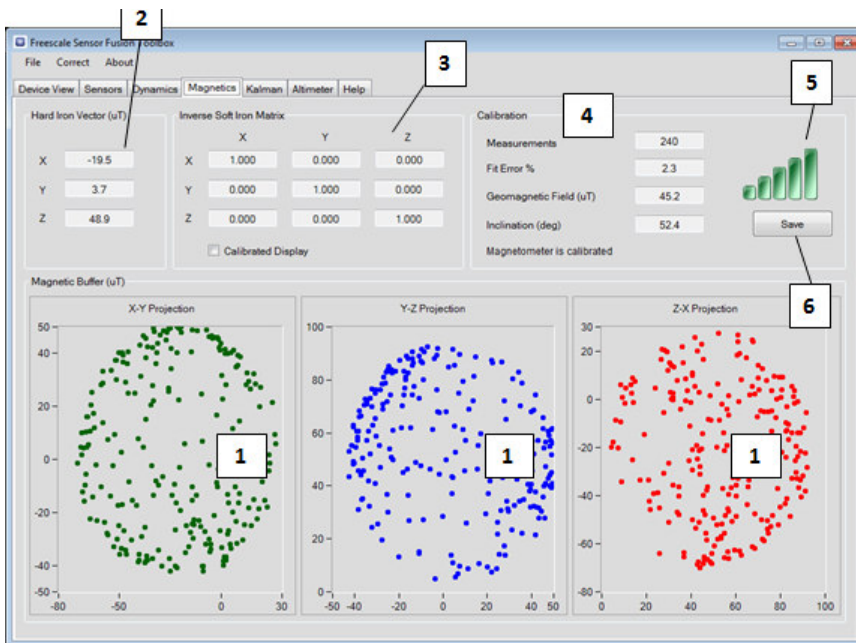 2
Freescale Sensor Fusion Toolbox
File Correct About
3
5
Device View Sensors Dynamics Magnetics Kalman Altimeter Help
Hard Iron Vector (uT)
X -19.5
Y 3.7
Z 48.9
Inverse Soft Iron Matrix
X Y Z
X 1.000 0.000 0.000
Y 0.000 1.000 0.000
Z 0.000 0.000 1.000
Calibrated Display
Calibration
4
Measurements 240
Fit Error % 2.3
Geomagnetic Field (uT) 45.2
Inclination (deg) 52.4
Magnetometer is calibrated
Save
6
Magnetic Buffer (uT)
X-Y Projection
50
40
20
0
-20
-40
-50
-80 -50 0 30
1
Y-Z Projection
100
80
60
40
20
0
-50 -40 -20 0 20 40 50
1
Z-X Projection
30
20
0
-20
-40
-60
-80
0 20 40 60 80 100
1